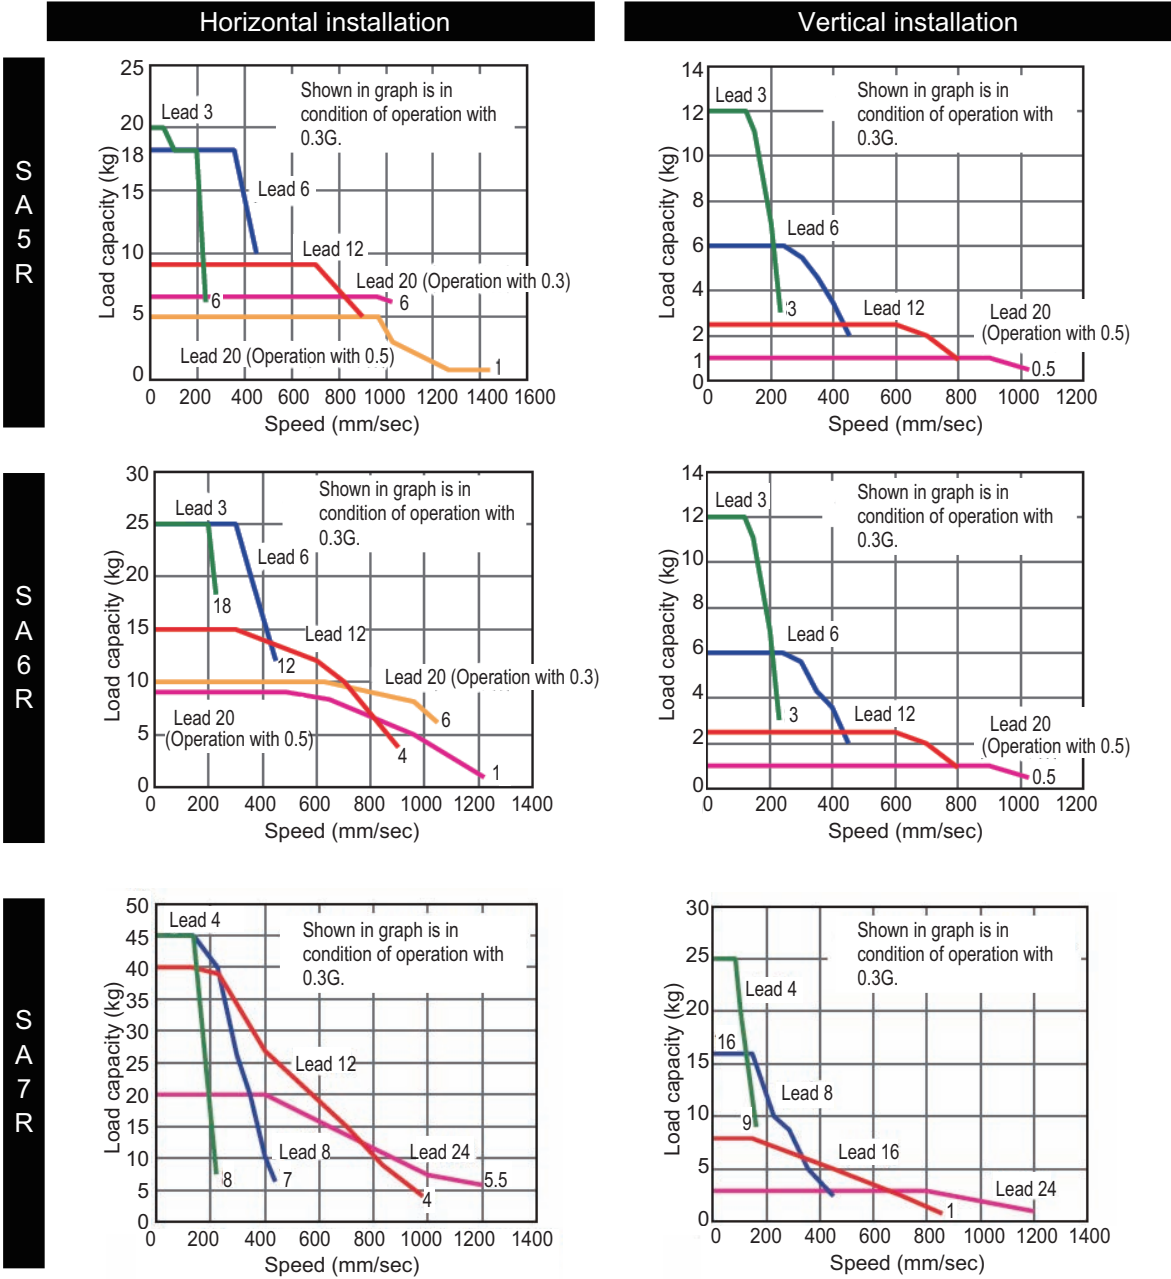 Horizontal installation
Vertical installation
SA5R
25
20
18
15
10
5
0
Load capacity (kg)
Lead 3
Shown in graph is in
condition of operation with
0.3G.
Lead 6
Lead 12
Lead 20 (Operation with 0.3)
6
6
Lead 20 (Operation with 0.5)
1
0 200 400 600 800 1000 1200 1400 1600
Speed (mm/sec)
14
12
10
8
6
4
2
1
0
Load capacity (kg)
Lead 3
Shown in graph is in
condition of operation with
0.3G.
Lead 6
3
Lead 12
Lead 20
(Operation with 0.5)
0.5
0 200 400 600 800 1000 1200
Speed (mm/sec)
SA6R
30
25
20
15
10
5
0
Load capacity (kg)
Lead 3
Shown in graph is in
condition of operation with
0.3G.
Lead 6
18
Lead 12
12
Lead 20 (Operation with 0.3)
Lead 20
(Operation with 0.5)
6
4
1
0 200 400 600 800 1000 1200 1400
Speed (mm/sec)
14
12
10
8
6
4
2
0
Load capacity (kg)
Lead 3
Shown in graph is in
condition of operation with
0.3G.
Lead 6
3
Lead 12
Lead 20
(Operation with 0.5)
0.5
0 200 400 600 800 1000 1200
Speed (mm/sec)
SA7R
50
45
40
35
30
25
20
15
10
5
0
Load capacity (kg)
Lead 4
Shown in graph is in
condition of operation with
0.3G.
Lead 12
Lead 8
Lead 24
8
7
4
5.5
0 200 400 600 800 1000 1200 1400
Speed (mm/sec)
30
25
20
15
10
5
0
Load capacity (kg)
Shown in graph is in
condition of operation with
0.3G.
Lead 4
16
Lead 8
9
Lead 16
Lead 24
1
0 200 400 600 800 1000 1200 1400
Speed (mm/sec)